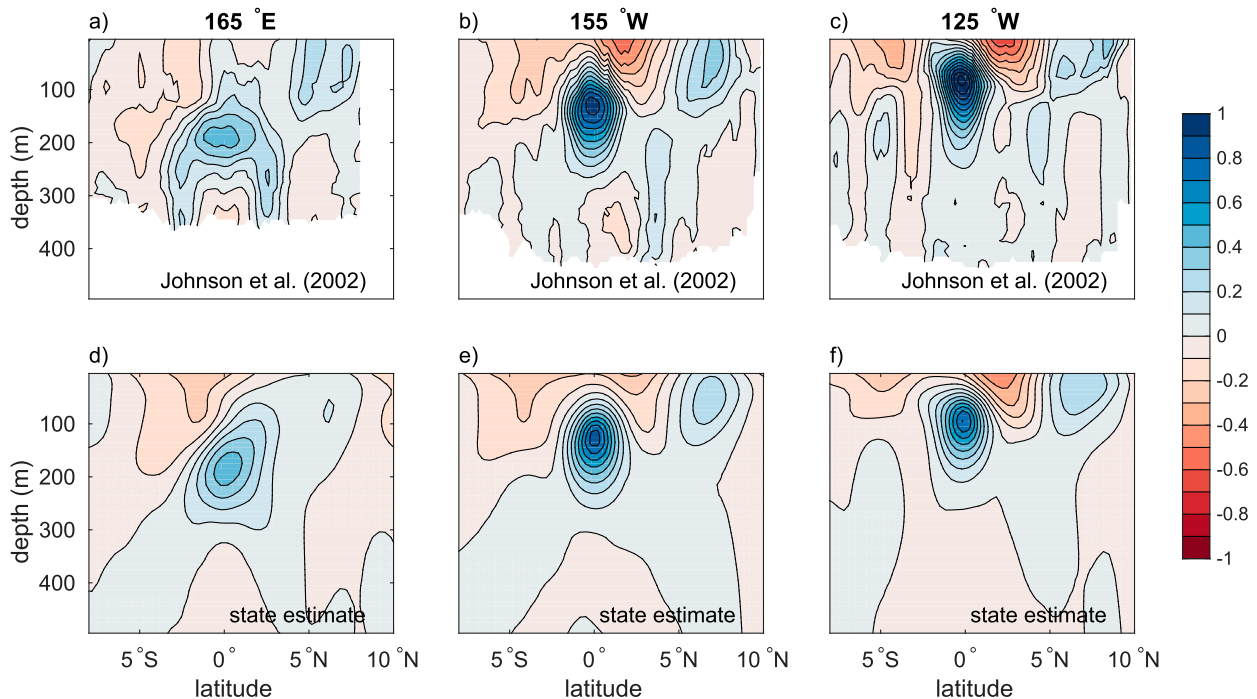 a) 165 °E
b) 155 °W
c) 125 °W
depth (m)
100
200
300
400
Johnson et al. (2002)
Johnson et al. (2002)
Johnson et al. (2002)
1
0.8
0.6
0.4
0.2
0
-0.2
-0.4
-0.6
-0.8
-1
d)
e)
f)
depth (m)
100
200
300
400
state estimate
state estimate
state estimate
5 °S 0 ° 5 °N 10 °N
5 °S 0 ° 5 °N 10 °N
5 °S 0 ° 5 °N 10 °N
latitude
latitude
latitude